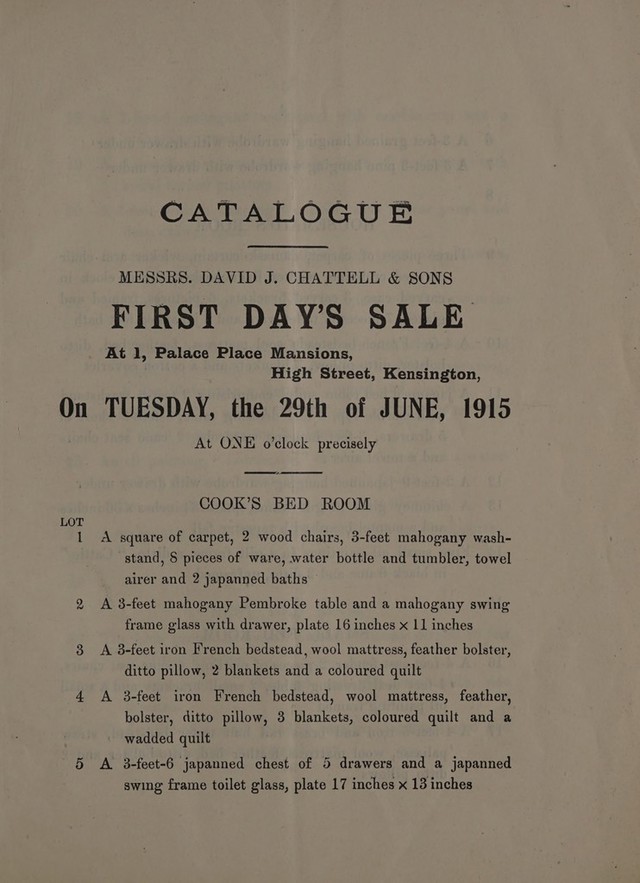 CATALOGUE
MESSRS. DAVID J. CHATTELL & SONS
FIRST DAY'S SALE
At 1, Palace Place Mansions,
High Street, Kensington,
On TUESDAY, the 29th of JUNE, 1915
At ONE o'clock precisely
COOK'S BED ROOM
LOT
1 A square of carpet, 2 wood chairs, 3-feet mahogany wash-
stand, 8 pieces of ware, water bottle and tumbler, towel
airer and 2 japanned baths
2 A 3-feet mahogany Pembroke table and a mahogany swing
frame glass with drawer, plate 16 inches x 11 inches
3 A 3-feet iron French bedstead, wool mattress, feather bolster,
ditto pillow, 2 blankets and a coloured quilt
4 A 3-feet iron French bedstead, wool mattress, feather,
bolster, ditto pillow, 3 blankets, coloured quilt and a
wadded quilt
5 A 3-feet-6 japanned chest of 5 drawers and a japanned
swing frame toilet glass, plate 17 inches x 13 inches